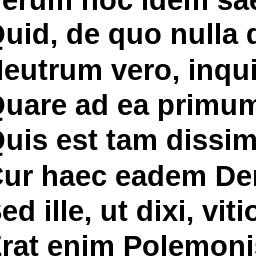 erum hoc idem sae
Quid, de quo nulla d
Neutrum vero, inqui
Quare ad ea primum
Quis est tam dissim
Cur haec eadem De
Sed ille, ut dixi, vitio
Erat enim Polemonis